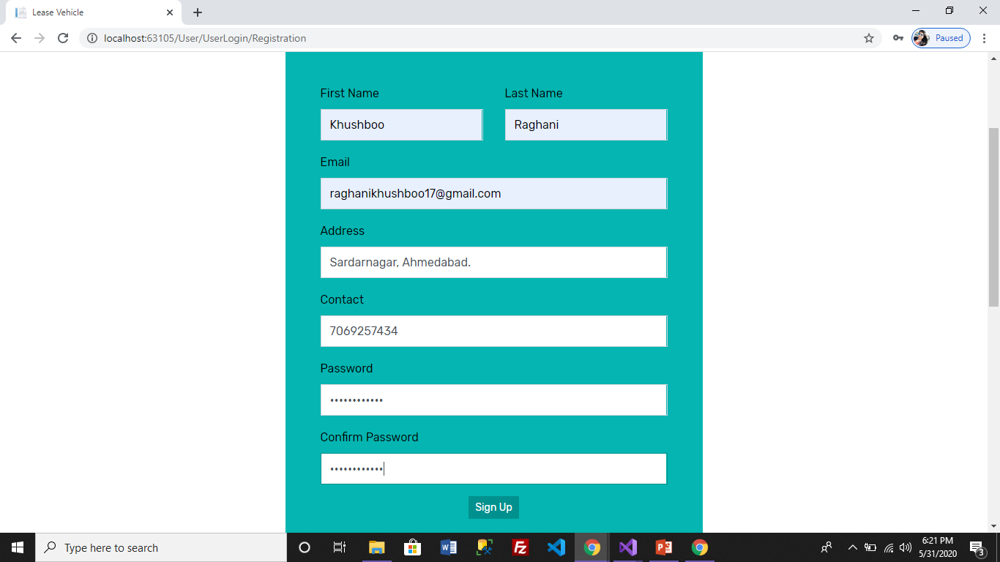 Lease Vehicle
localhost:63105/User/UserLogin/Registration
Paused
First Name Last Name
Khushboo Raghani
Email
raghanikhushboo17@gmail.com
Address
Sardarnagar, Ahmedabad.
Contact
7069257434
Password
••••••••••••
Confirm Password
••••••••••••
Sign Up
Type here to search
6:21 PM
5/31/2020
3